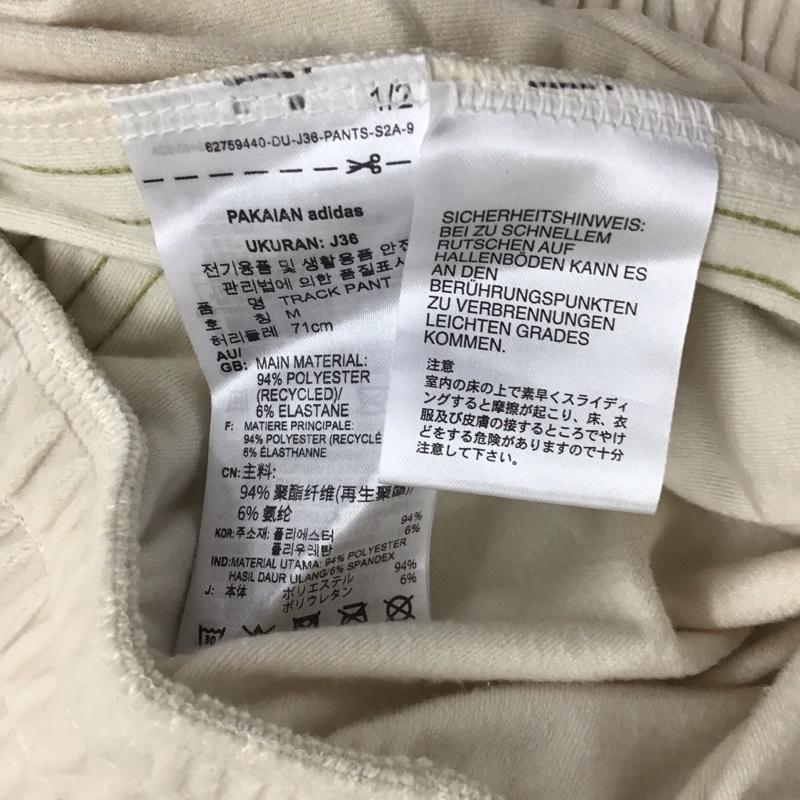 1/2
62759440-DU-J36-PANTS-S2A-9
PAKAIAN adidas
UKURAN: J36
전기용품 및 생활용품 안전
관리법에 의한 품질표시
품 명 TRACK PANT
호 칭 M
허리둘레 71cm
AU/
GB: MAIN MATERIAL:
94% POLYESTER
(RECYCLED)/
6% ELASTANE
F: MATIERE PRINCIPALE:
94% POLYESTER (RECYCLÉ
6% ÉLASTHANNE
CN: 主料:
94% 聚酯纤维(再生聚酯)/
6% 氨纶
KOR: 주소재: 폴리에스터 94%
폴리우레탄 6%
IND: MATERIAL UTAMA: 94% POLYESTER
HASIL DAUR ULANG/6% SPANDEX
J: 本体 ポリエステル 94%
ポリウレタン 6%
30
SICHERHEITSHINWEIS:
BEI ZU SCHNELLEM
RUTSCHEN AUF
HALLENBÖDEN KANN ES
AN DEN
BERÜHRUNGSPUNKTEN
ZU VERBRENNUNGEN
LEICHTEN GRADES
KOMMEN.
注意
室内の床の上で素早くスライディ
ングすると摩擦が起こり、床、衣
服及び皮膚の接するところでやけ
どをする危険がありますので十分
注意して下さい。